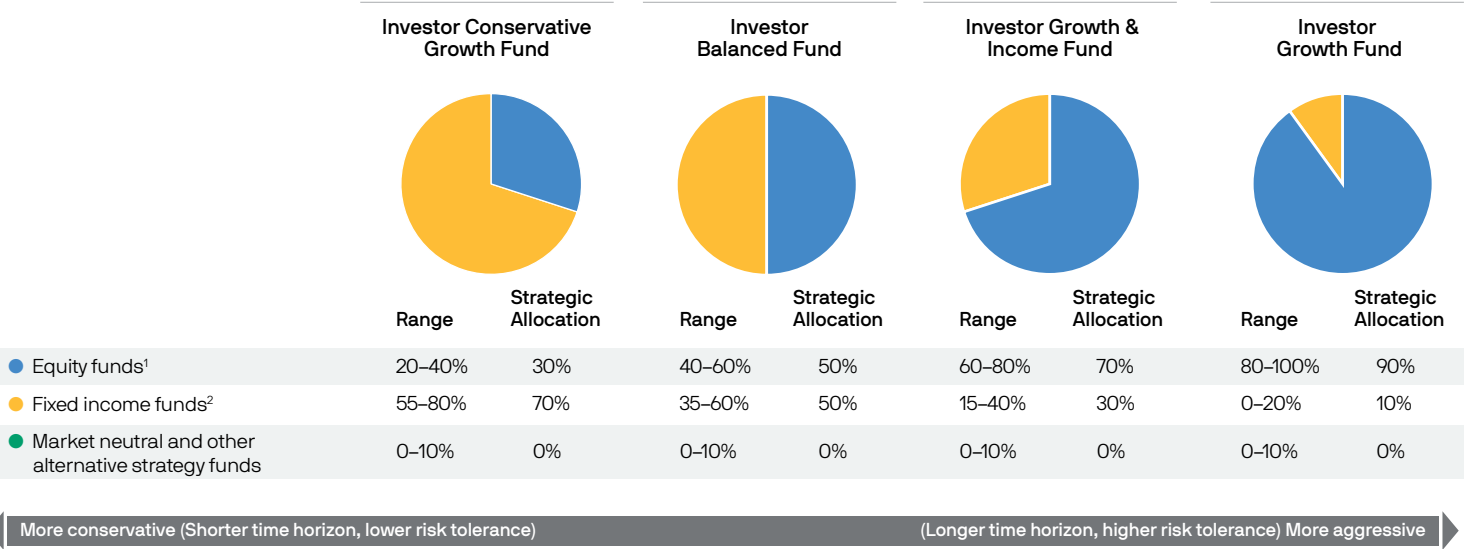 Investor Conservative
Growth Fund
Investor
Balanced Fund
Investor Growth &
Income Fund
Investor
Growth Fund
Range
Strategic
Allocation
Range
Strategic
Allocation
Range
Strategic
Allocation
Range
Strategic
Allocation
Equity funds¹ 20–40% 30% 40–60% 50% 60–80% 70% 80–100% 90%
Fixed income funds² 55–80% 70% 35–60% 50% 15–40% 30% 0–20% 10%
Market neutral and other
alternative strategy funds
0–10% 0% 0–10% 0% 0–10% 0% 0–10% 0%
More conservative (Shorter time horizon, lower risk tolerance) (Longer time horizon, higher risk tolerance) More aggressive